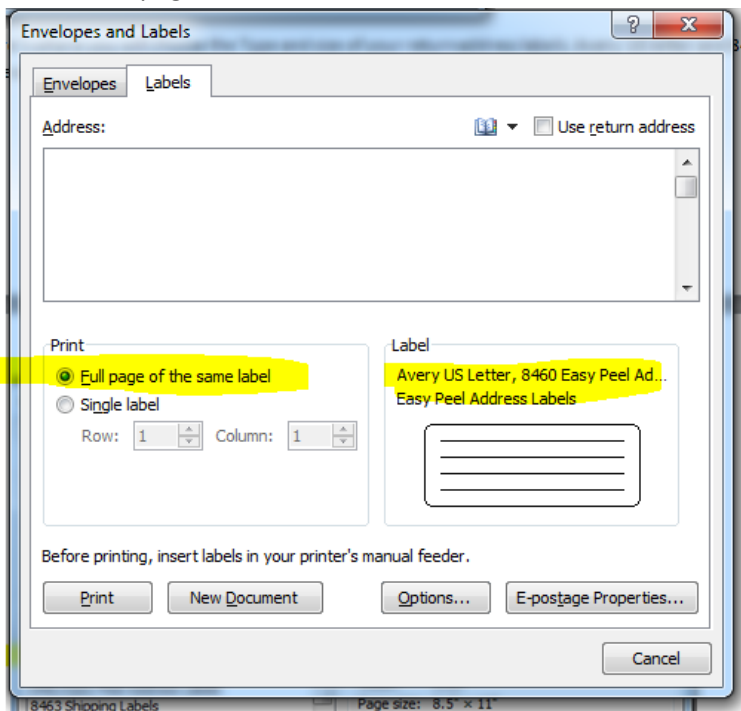 Envelopes and Labels
?
X
Envelopes Labels
Address:
Use return address
Print
Full page of the same label
Single label
Row: 1 Column: 1
Label
Avery US Letter, 8460 Easy Peel Ad...
Easy Peel Address Labels
Before printing, insert labels in your printer's manual feeder.
Print New Document Options... E-postage Properties...
Cancel
8463 Shipping Labels
Page size: 8.5" × 11"